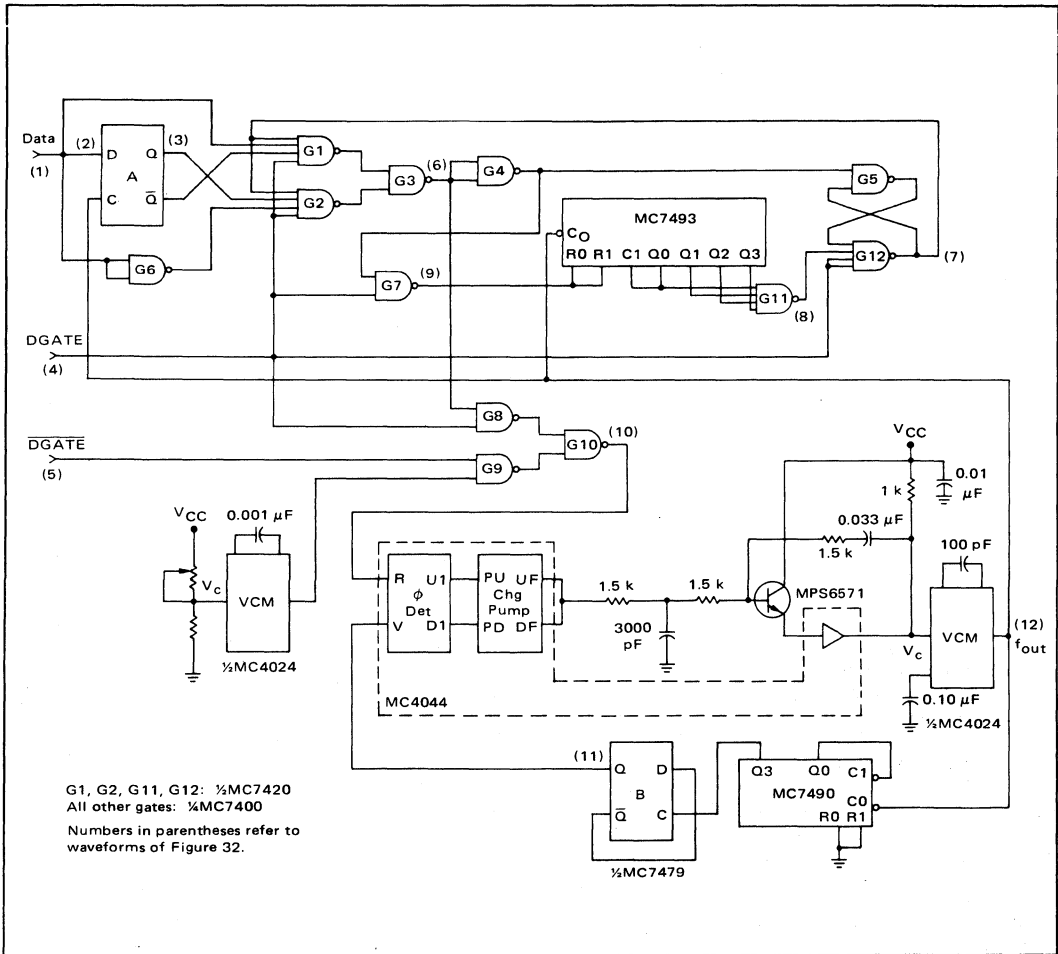 Data
(1)
(2)
(3)
D
Q
A
C
Q̄
G1
G2
G3
(6)
G4
G5
G6
MC7493
C₀
R0 R1 C1 Q0 Q1 Q2 Q3
G7
(9)
G11
(8)
G12
(7)
DGATE
(4)
G8
G10
(10)
D̄ḠĀT̄Ē
(5)
G9
VCC
0.001 µF
Vc
VCM
½MC4024
R
U1
ϕ
Det
V
D1
PU
UF
Chg
Pump
PD
DF
MC4044
1.5 k
1.5 k
3000
pF
VCC
0.01
µF
1 k
0.033 µF
1.5 k
MPS6571
100 pF
VCM
(12)
fout
Vc
0.10 µF
½MC4024
(11)
Q
D
B
Q̄
C
½MC7479
Q3
Q0
C1
MC7490
C0
R0 R1
G1, G2, G11, G12: ½MC7420
All other gates: ¼MC7400
Numbers in parentheses refer to
waveforms of Figure 32.